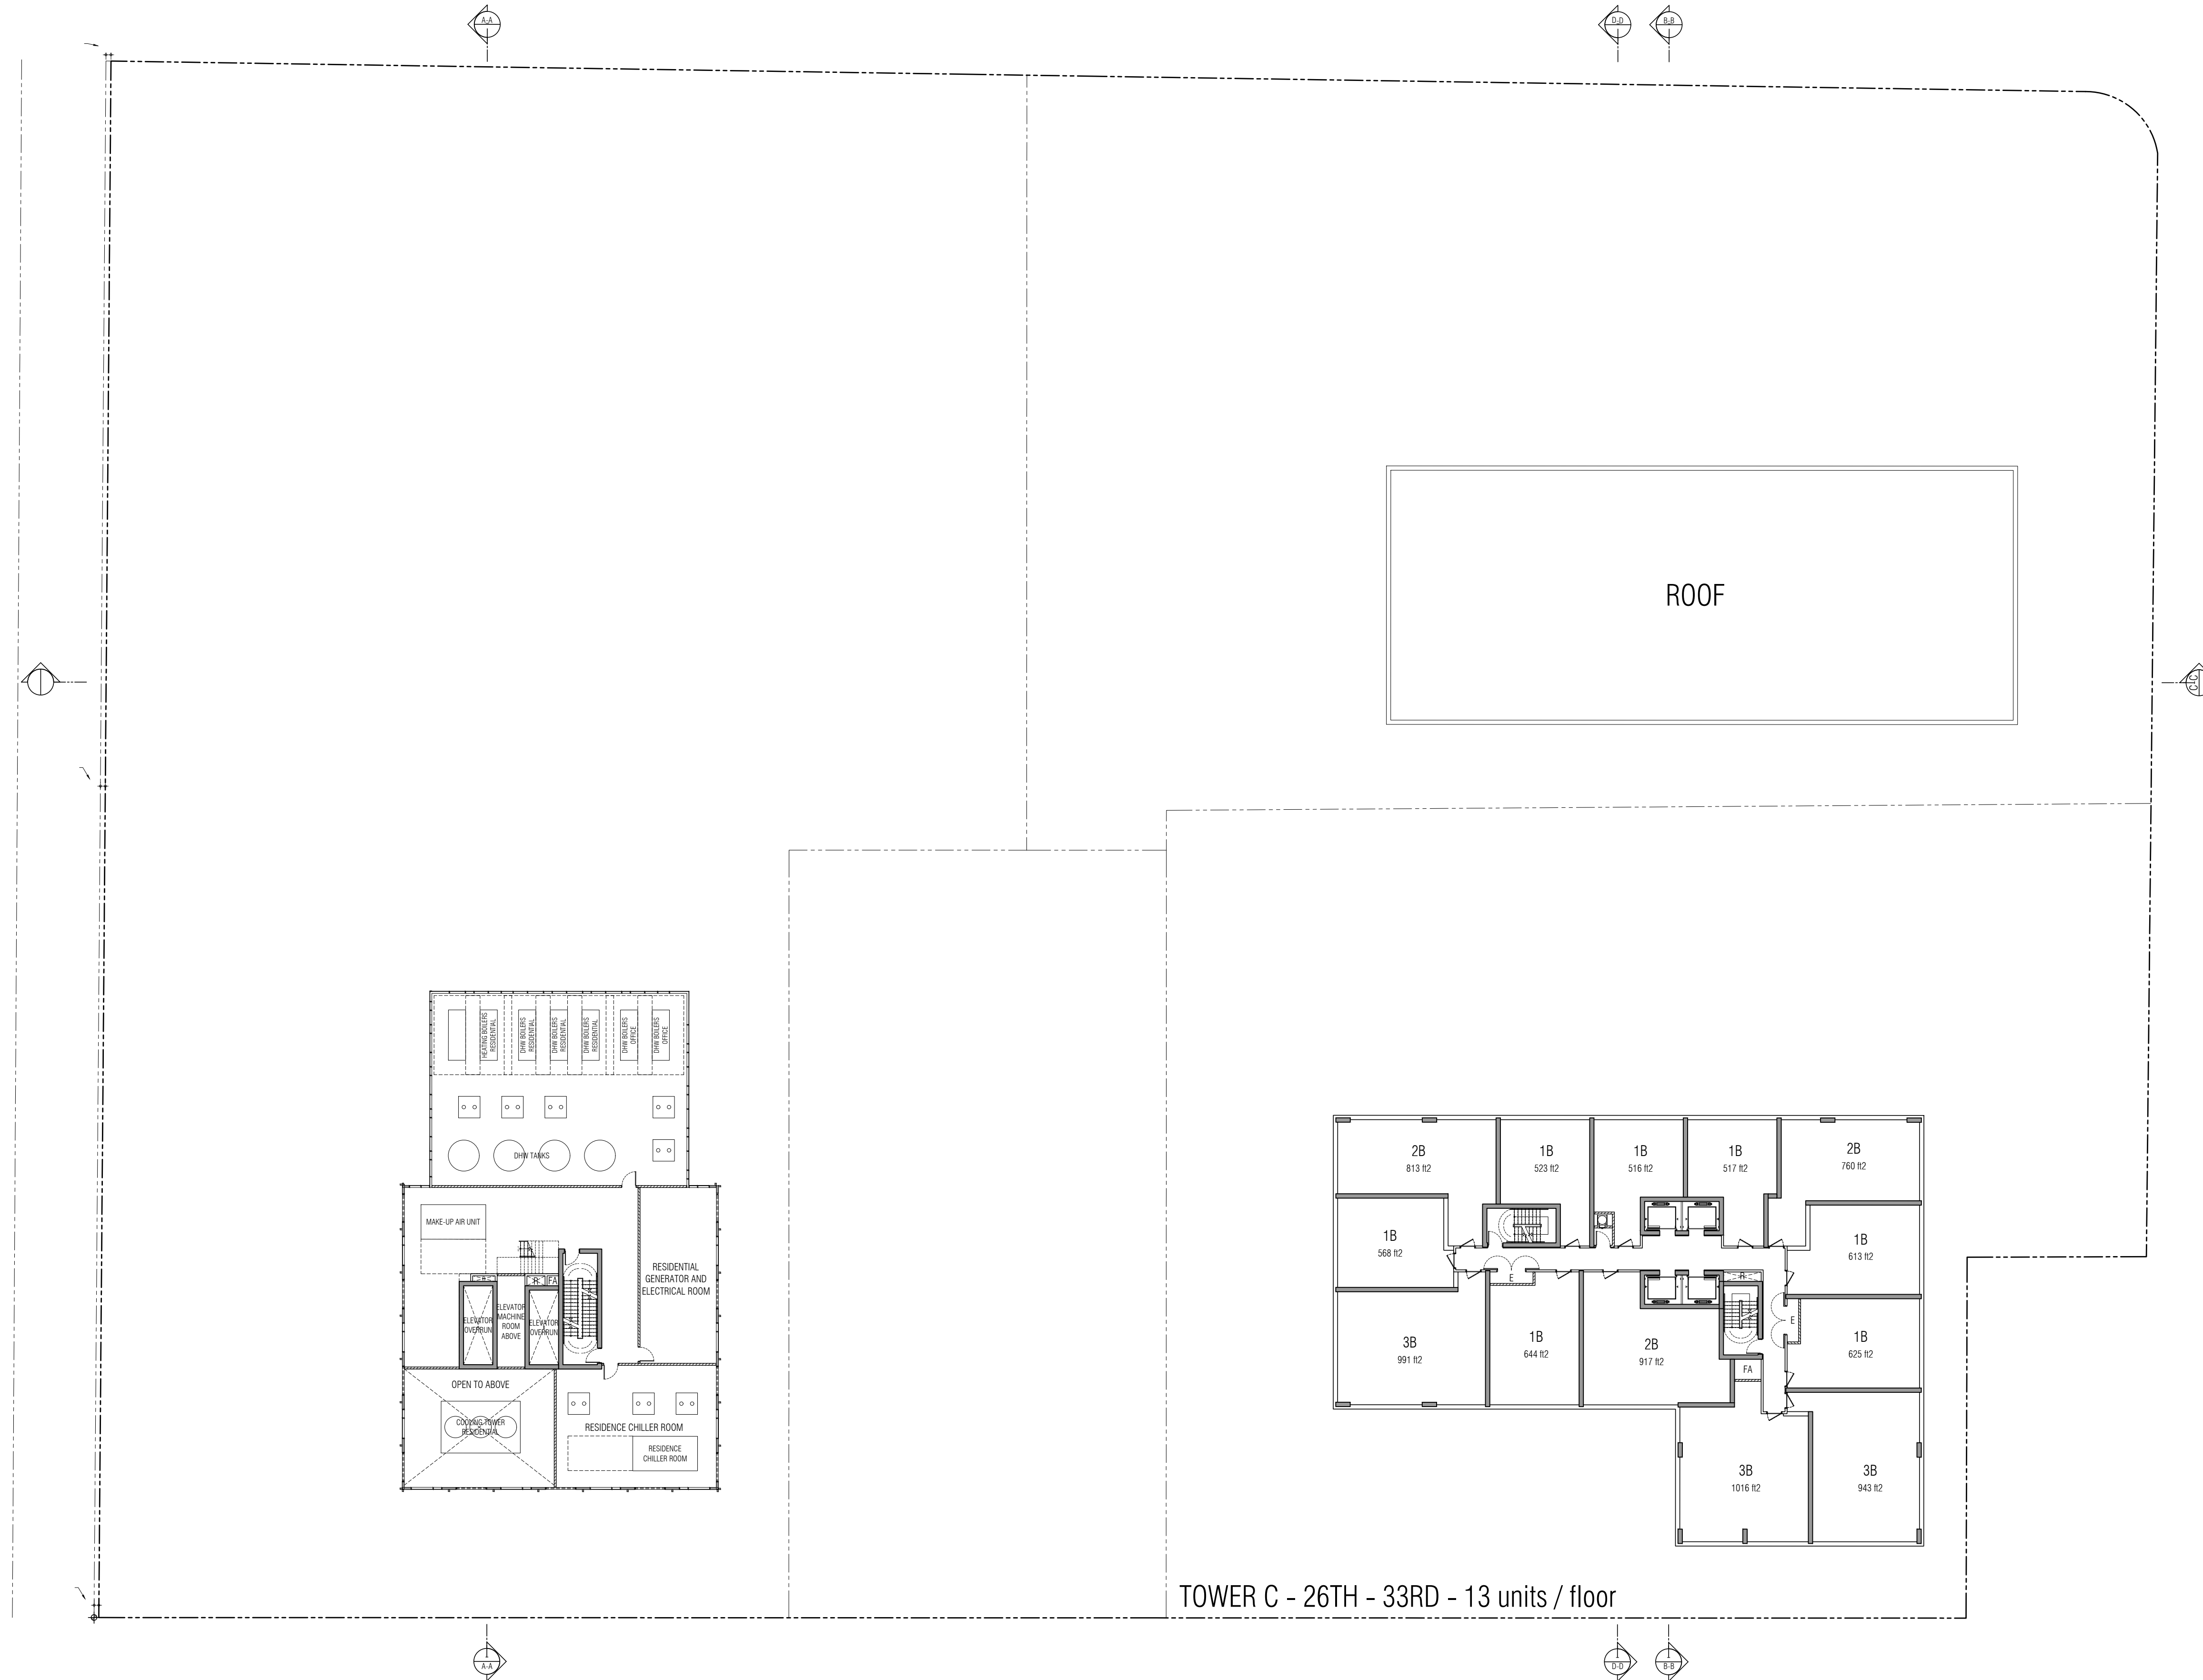 A-A
D-D
B-B
ROOF
C-C
HEATING BOILERS
RESIDENTIAL
DHW BOILERS
RESIDENTIAL
DHW BOILERS
RESIDENTIAL
DHW BOILERS
RESIDENTIAL
DHW BOILERS
OFFICE
DHW BOILERS
OFFICE
DHW TANKS
MAKE-UP AIR UNIT
R
FA
ELEVATOR
OVERRUN
ELEVATOR
MACHINE
ROOM
ABOVE
ELEVATOR
OVERRUN
RESIDENTIAL
GENERATOR AND
ELECTRICAL ROOM
OPEN TO ABOVE
COOLING TOWER
RESIDENTIAL
RESIDENCE CHILLER ROOM
RESIDENCE
CHILLER ROOM
2B
813 ft2
1B
523 ft2
1B
516 ft2
1B
517 ft2
2B
760 ft2
1B
568 ft2
1B
613 ft2
E
R
3B
991 ft2
1B
644 ft2
2B
917 ft2
E
1B
625 ft2
FA
3B
1016 ft2
3B
943 ft2
TOWER C - 26TH - 33RD - 13 units / floor
1
A-A
1
D-D
1
B-B